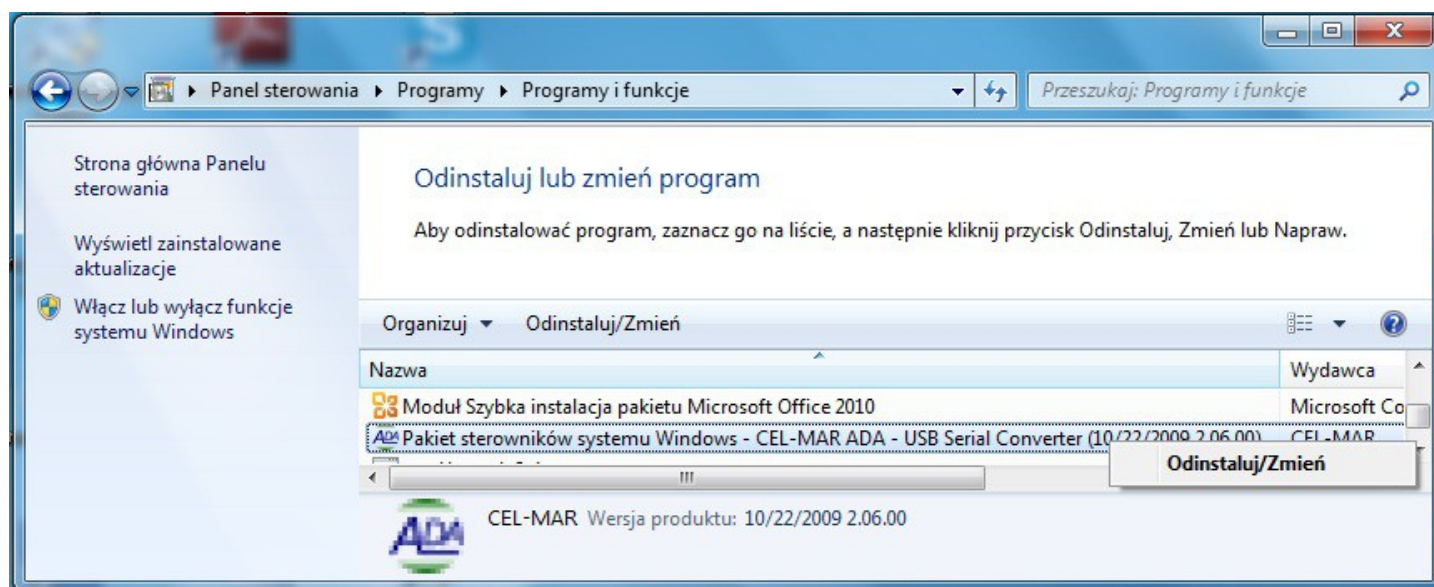 Panel sterowania ▸ Programy ▸ Programy i funkcje
Przeszukaj: Programy i funkcje
Strona główna Panelu
sterowania
Wyświetl zainstalowane
aktualizacje
Włącz lub wyłącz funkcje
systemu Windows
Odinstaluj lub zmień program
Aby odinstalować program, zaznacz go na liście, a następnie kliknij przycisk Odinstaluj, Zmień lub Napraw.
Organizuj Odinstaluj/Zmień
Nazwa Wydawca
Moduł Szybka instalacja pakietu Microsoft Office 2010 Microsoft Co
ADA Pakiet sterowników systemu Windows - CEL-MAR ADA - USB Serial Converter (10/22/2009 2.06.00) CEL-MAR
Odinstaluj/Zmień
ADA CEL-MAR Wersja produktu: 10/22/2009 2.06.00